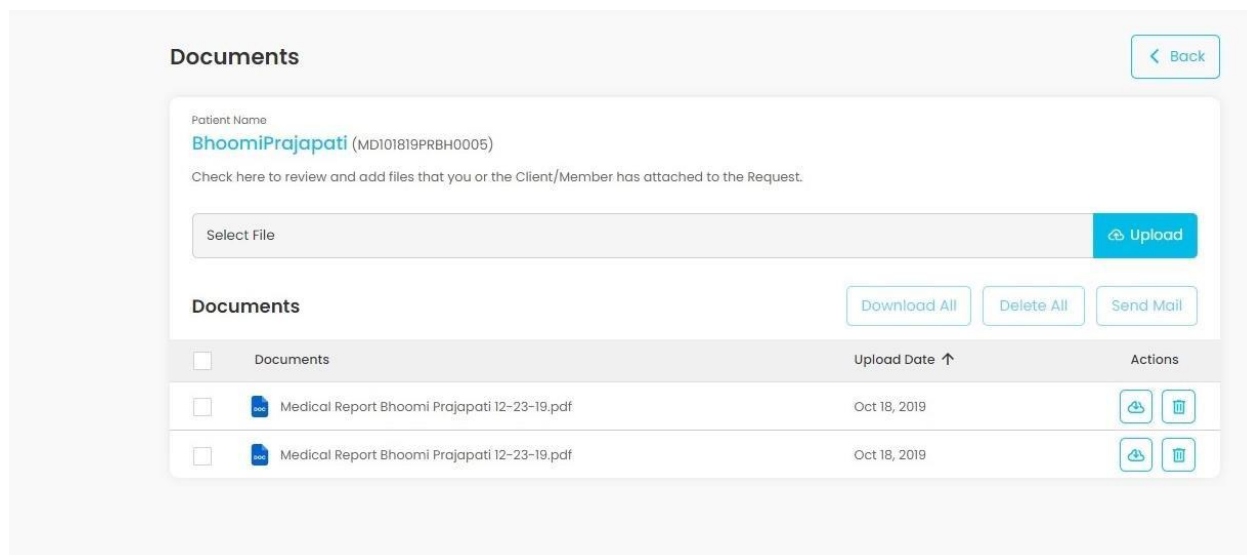 Documents
Back
Patient Name
BhoomiPrajapati (MD101819PRBH0005)
Check here to review and add files that you or the Client/Member has attached to the Request.
Select File
Upload
Documents
Download All
Delete All
Send Mail
Documents Upload Date Actions
DOC Medical Report Bhoomi Prajapati 12-23-19.pdf Oct 18, 2019
DOC Medical Report Bhoomi Prajapati 12-23-19.pdf Oct 18, 2019